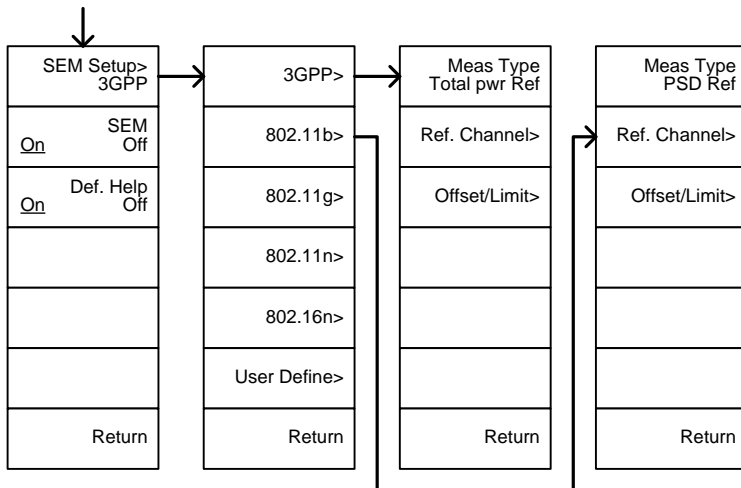 SEM Setup>
3GPP
SEM
On Off
Def. Help
On Off
Return
3GPP>
802.11b>
802.11g>
802.11n>
802.16n>
User Define>
Return
Meas Type
Total pwr Ref
Ref. Channel>
Offset/Limit>
Return
Meas Type
PSD Ref
Ref. Channel>
Offset/Limit>
Return